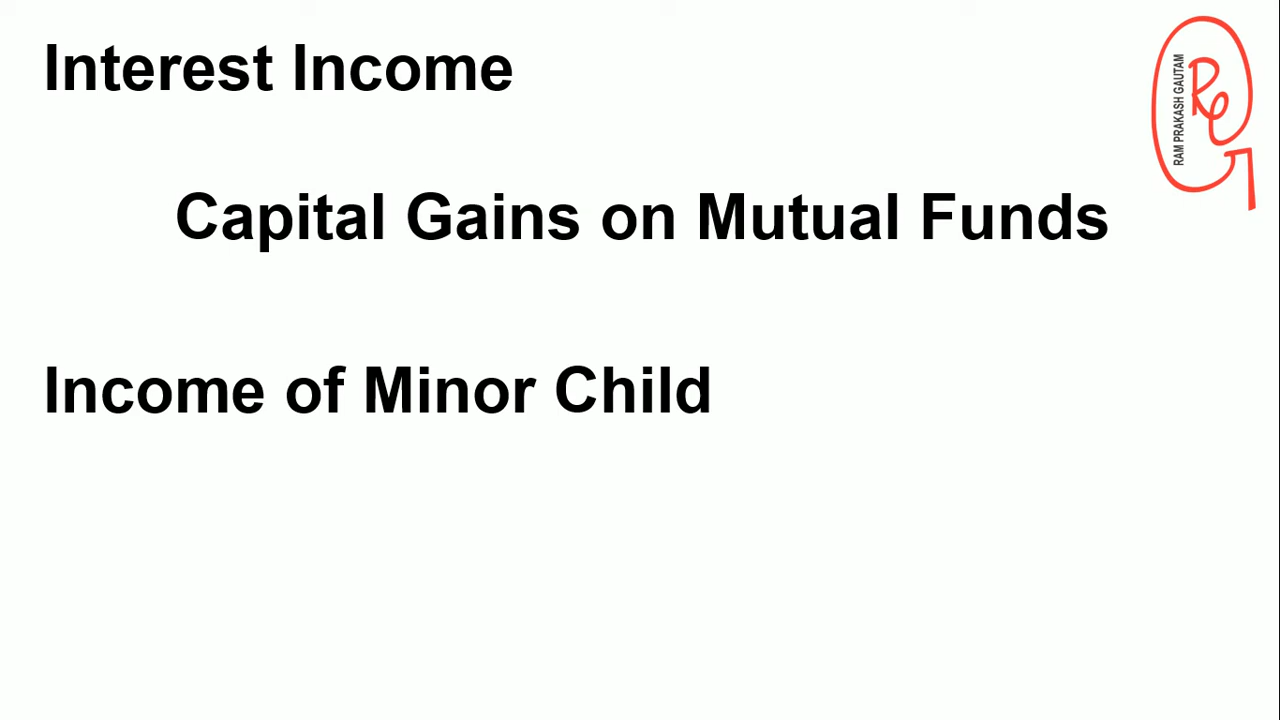 Interest Income
Capital Gains on Mutual Funds
Income of Minor Child
RAM PRAKASH GAUTAM